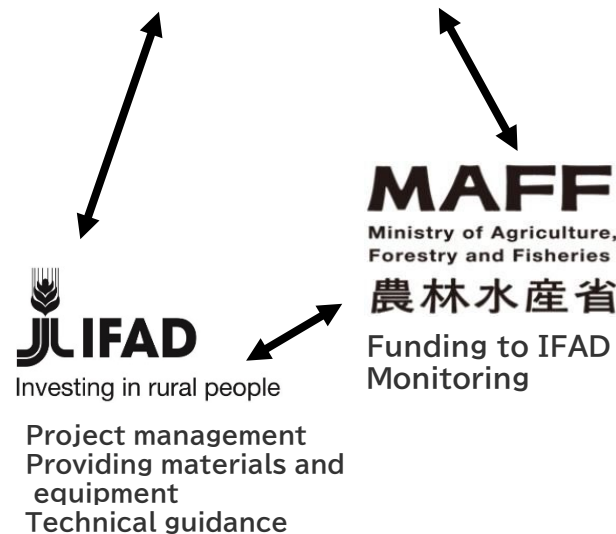 MAFF
Ministry of Agriculture,
Forestry and Fisheries
農林水産省
Funding to IFAD
Monitoring
IFAD
Investing in rural people
Project management
Providing materials and
equipment
Technical guidance